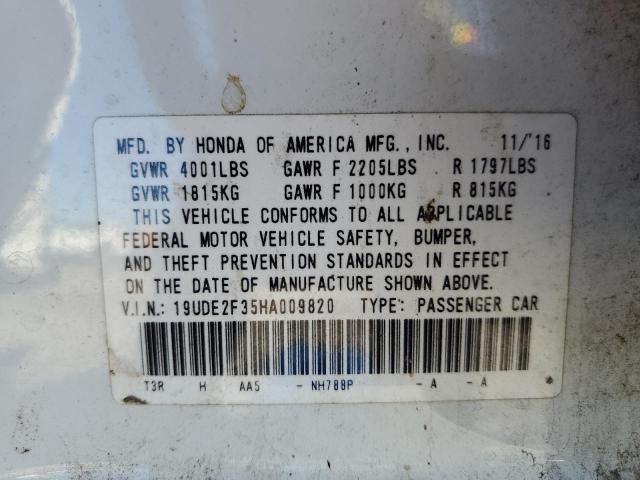 MFD. BY HONDA OF AMERICA MFG., INC. 11/'16
GVWR 4001LBS GAWR F 2205LBS R 1797LBS
GVWR 1815KG GAWR F 1000KG R 815KG
THIS VEHICLE CONFORMS TO ALL APPLICABLE
FEDERAL MOTOR VEHICLE SAFETY, BUMPER,
AND THEFT PREVENTION STANDARDS IN EFFECT
ON THE DATE OF MANUFACTURE SHOWN ABOVE.
V.I.N.: 19UDE2F35HA009820 TYPE: PASSENGER CAR
T3R H AA5 - NH788P - A - A